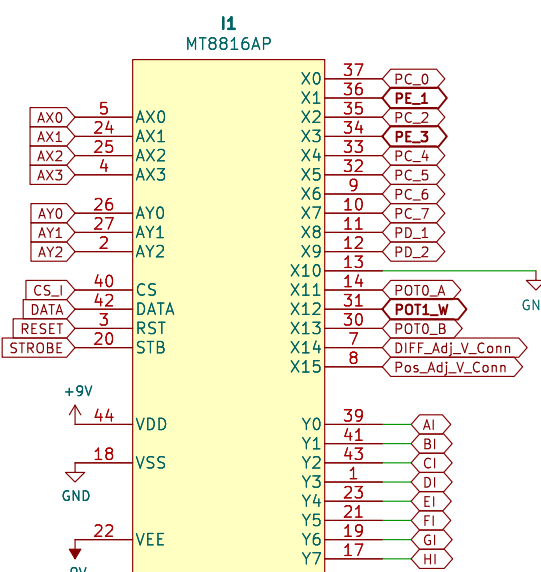 I1
MT8816AP
X0 37 PC_0
X1 36 PE_1
AX0 5 AX0 X2 35 PC_2
AX1 24 AX1 X3 34 PE_3
AX2 25 AX2 X4 33 PC_4
AX3 4 AX3 X5 32 PC_5
X6 9 PC_6
AY0 26 AY0 X7 10 PC_7
AY1 27 AY1 X8 11 PD_1
AY2 2 AY2 X9 12 PD_2
X10 13
CS_I 40 CS X11 14 POT0_A
GN
DATA 42 DATA X12 31 POT1_W
RESET 3 RST X13 30 POT0_B
STROBE 20 STB X14 7 DIFF_Adj_V_Conn
X15 8 Pos_Adj_V_Conn
+9V
44 VDD Y0 39 AI
Y1 41 BI
18 VSS Y2 43 CI
Y3 1 DI
GND
Y4 23 EI
Y5 21 FI
22 VEE Y6 19 GI
Y7 17 HI